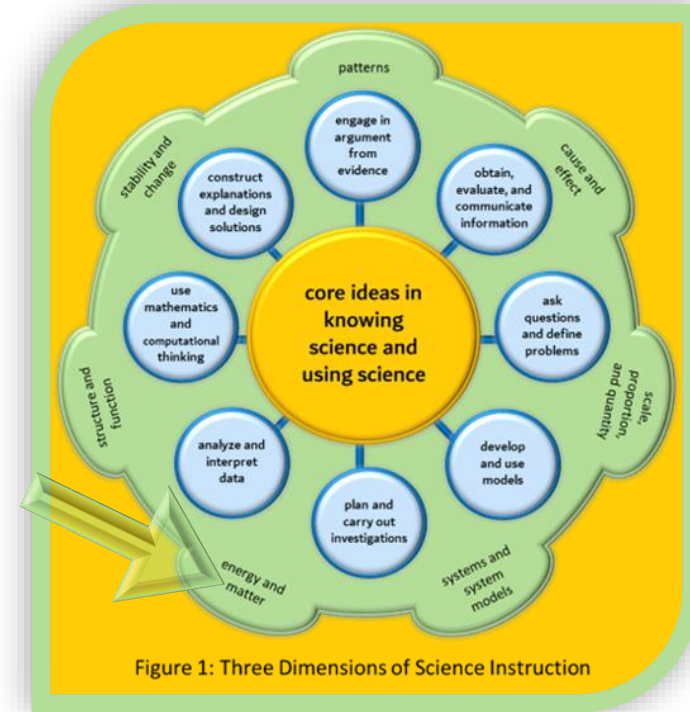 patterns
engage in
argument
from
evidence
cause and
effect
obtain,
evaluate, and
communicate
information
stability and
change
construct
explanations
and design
solutions
ask
questions
and define
problems
use
mathematics
and
computational
thinking
core ideas in
knowing
science and
using science
scale,
proportion,
and quantity
structure and
function
analyze and
interpret
data
develop
and use
models
plan and
carry out
investigations
energy and
matter
systems and
system
models
Figure 1: Three Dimensions of Science Instruction